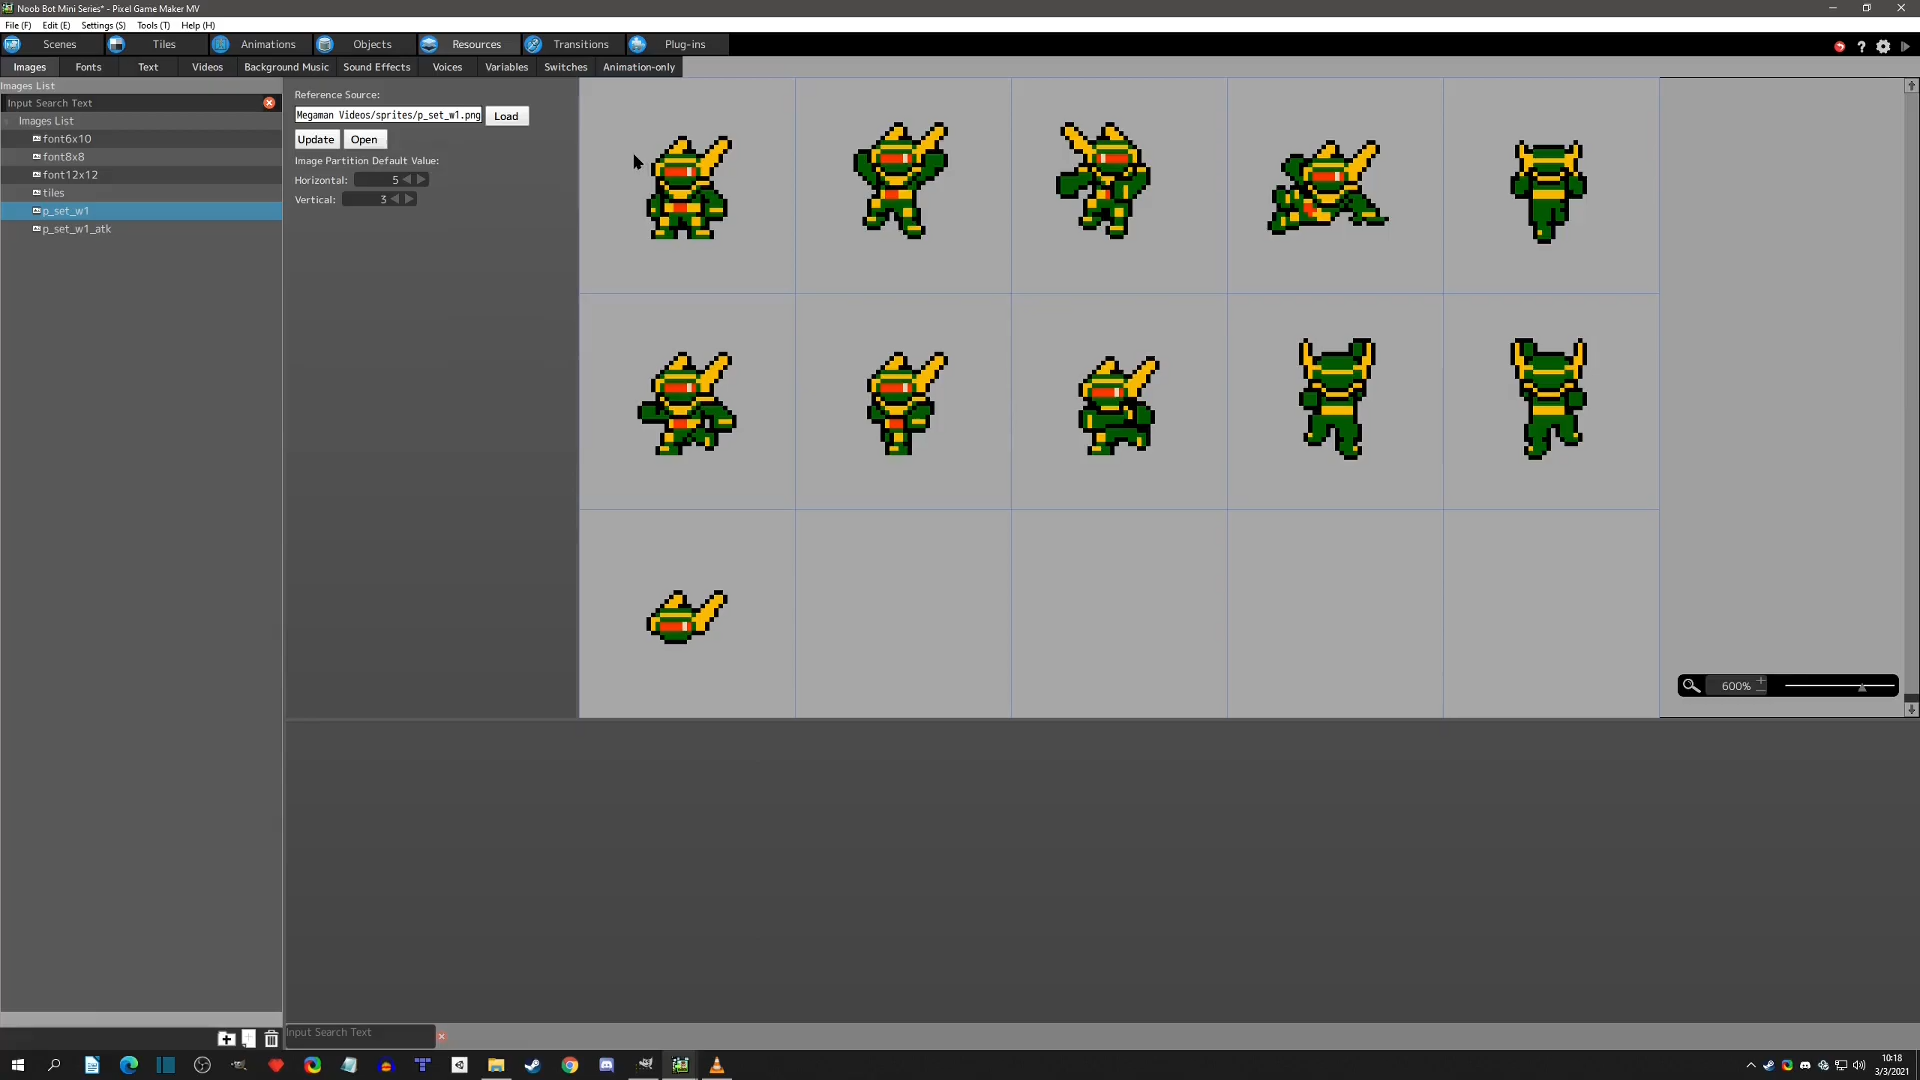 Noob Bot Mini Series* - Pixel Game Maker MV
File (F) Edit (E) Settings (S) Tools (T) Help (H)
Scenes Tiles Animations Objects Resources Transitions Plug-ins
Images Fonts Text Videos Background Music Sound Effects Voices Variables Switches Animation-only
Images List
Input Search Text
Images List
font6x10
font8x8
font12x12
tiles
p_set_w1
p_set_w1_atk
Reference Source:
Megaman Videos/sprites/p_set_w1.png Load
Update Open
Image Partition Default Value:
Horizontal: 5
Vertical: 3
600%
Input Search Text
10:18
3/3/2021